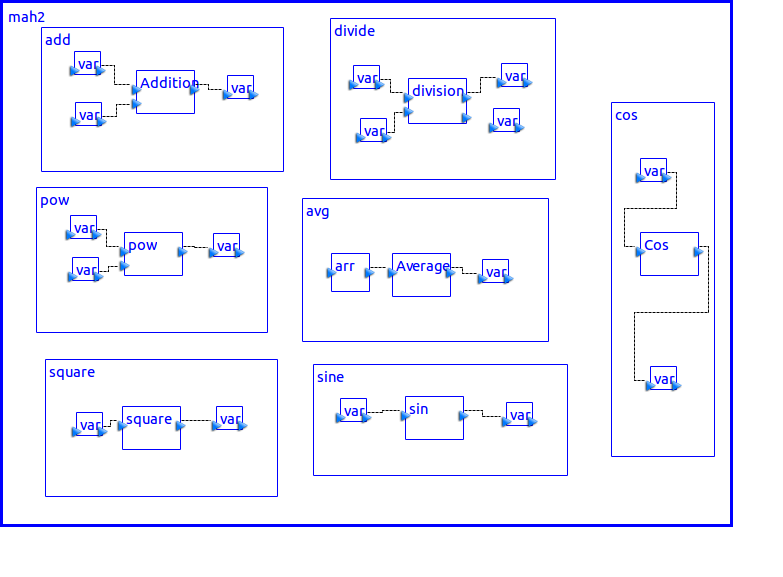 mah2
add
var
Addition
var
var
divide
var
division
var
var
var
cos
var
Cos
var
pow
var
pow
var
var
avg
arr
Average
var
square
var
square
var
sine
var
sin
var